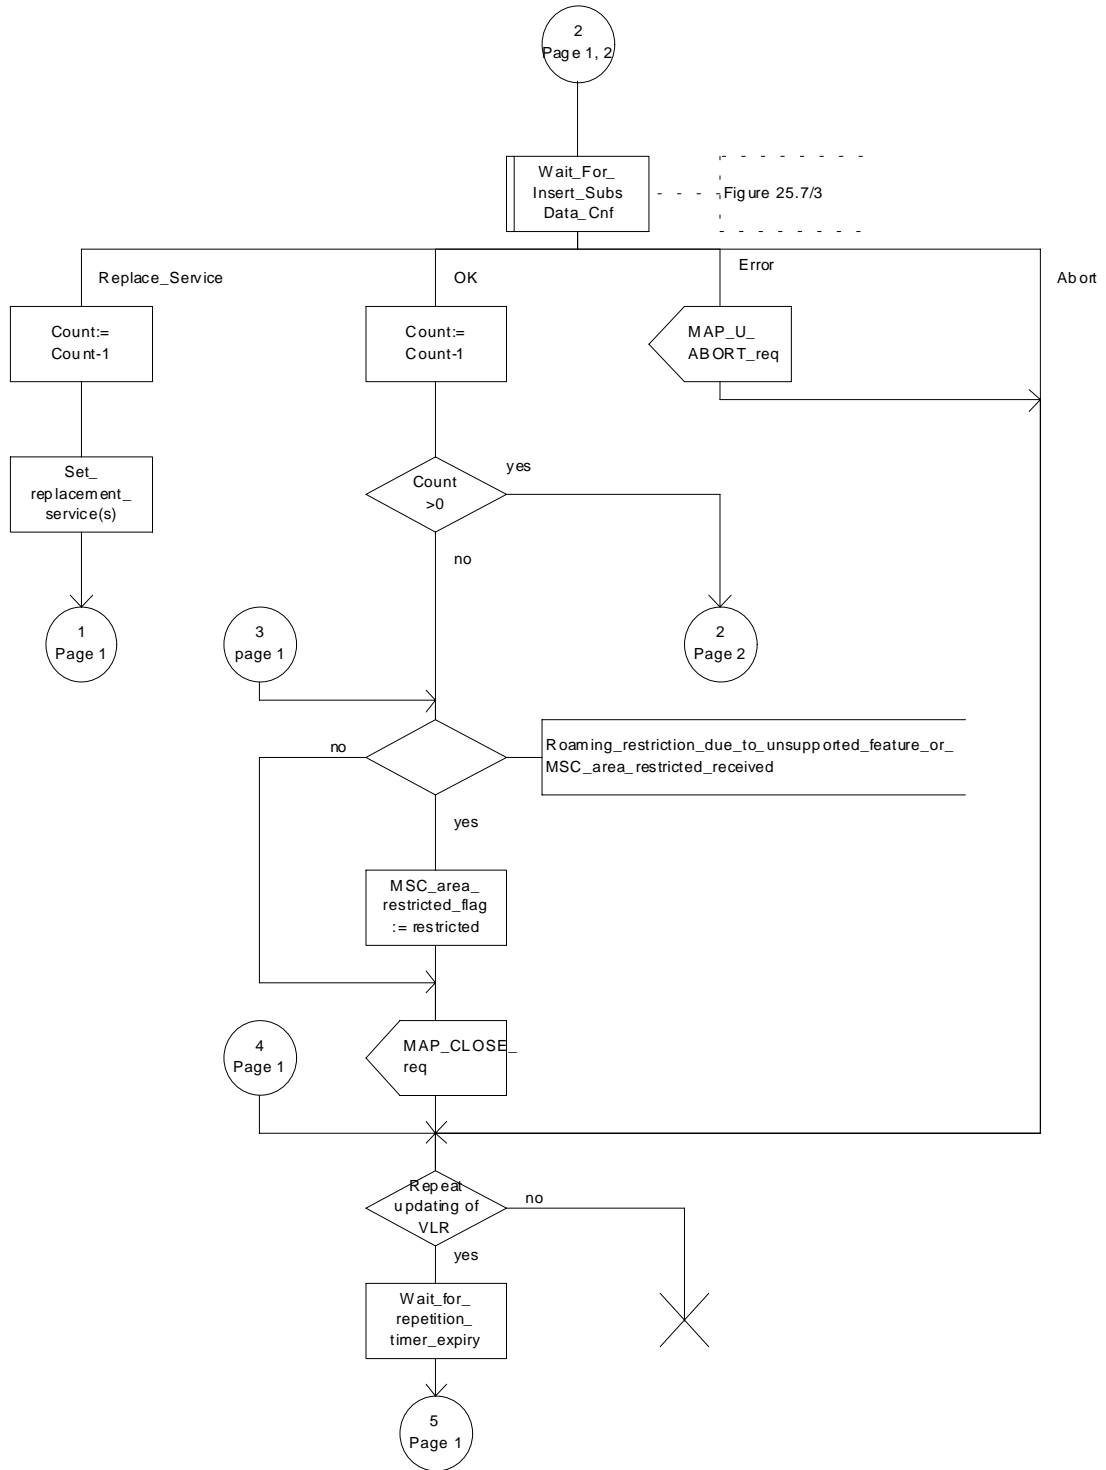 2
Page 1, 2
Wait_For_
Insert_Subs
Data_Cnf
Figure 25.7/3
Replace_Service
OK
Error
Abort
Count:=
Count-1
Count:=
Count-1
MAP_U_
ABORT_req
Set_
replacement_
service(s)
Count
>0
yes
no
1
Page 1
3
page 1
2
Page 2
no
Roaming_restriction_due_to_unsupported_feature_or_
MSC_area_restricted_received
yes
MSC_area_
restricted_flag
:= restricted
4
Page 1
MAP_CLOSE_
req
Repeat
updating of
VLR
no
yes
Wait_for_
repetition_
timer_expiry
5
Page 1